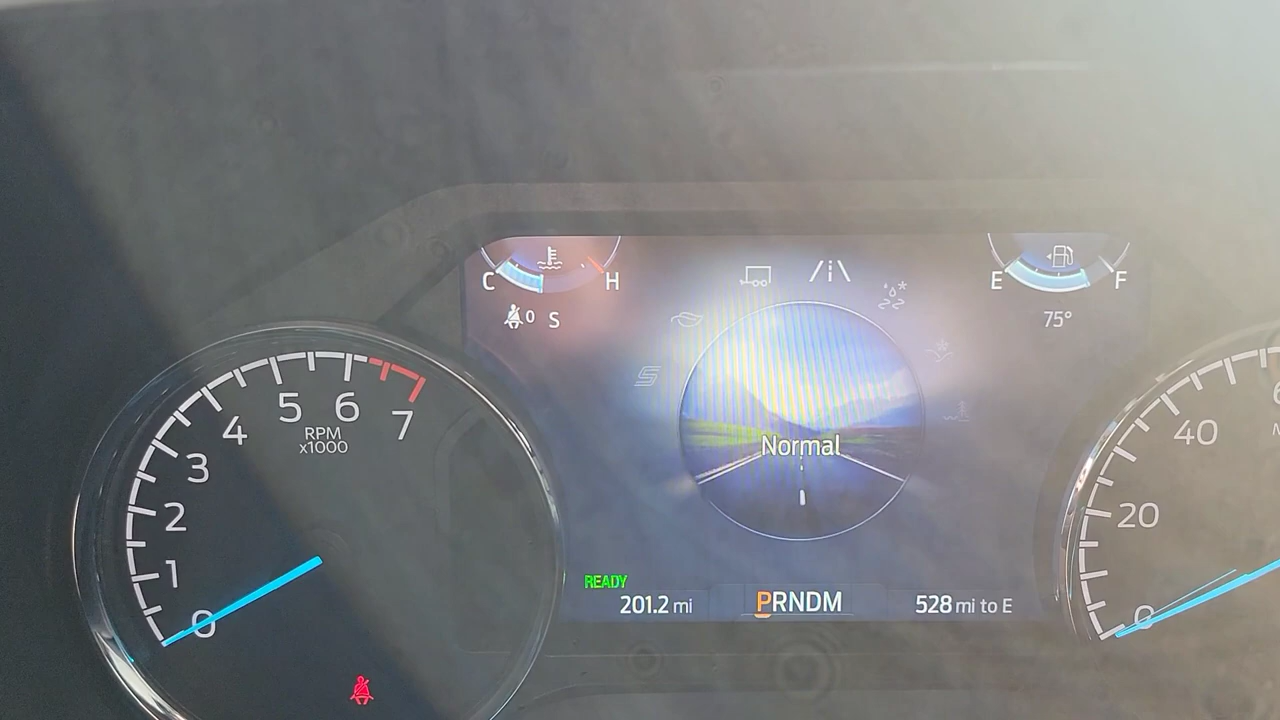 C H
0 S
E F
75°
Normal
READY
201.2 mi
PRNDM
528 mi to E
7
6
5
4
3
2
1
0
RPM
x1000
40
20
0